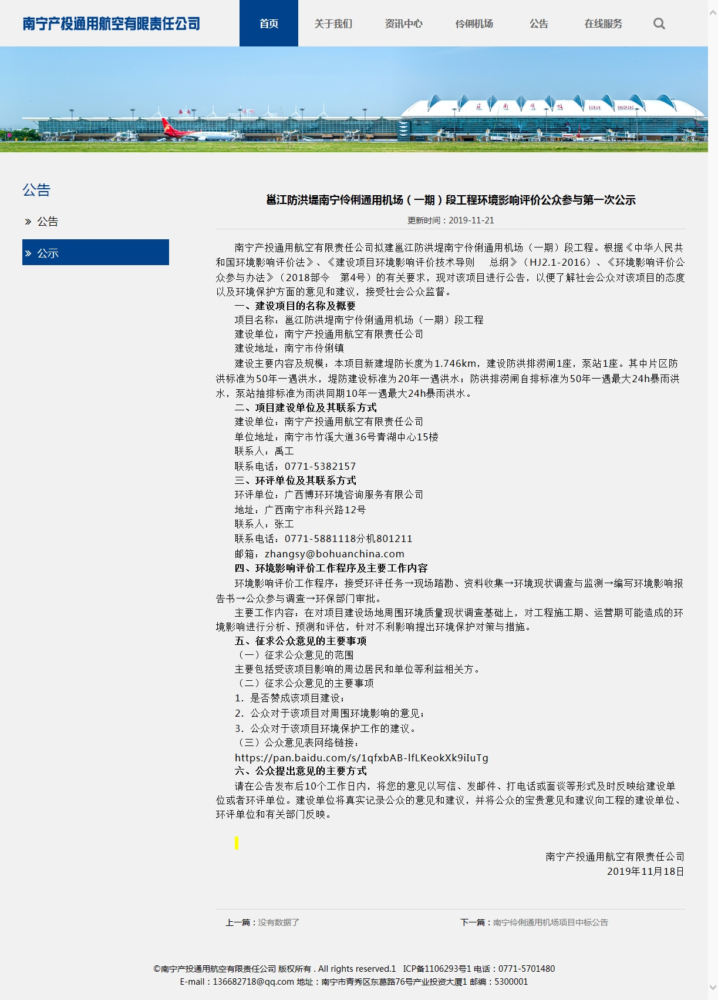 南宁产投通用航空有限责任公司
首页 关于我们 资讯中心 伶俐机场 公告 在线服务
SUNAN SHUOFANG
公告
公告
公示
邕江防洪堤南宁伶俐通用机场（一期）段工程环境影响评价公众参与第一次公示
更新时间：2019-11-21
南宁产投通用航空有限责任公司拟建邕江防洪堤南宁伶俐通用机场（一期）段工程。根据《中华人民共
和国环境影响评价法》、《建设项目环境影响评价技术导则 总纲》（HJ2.1-2016）、《环境影响评价公
众参与办法》（2018部令 第4号）的有关要求，现对该项目进行公告，以便了解社会公众对该项目的态度
以及环境保护方面的意见和建议，接受社会公众监督。
一、建设项目的名称及概要
项目名称：邕江防洪堤南宁伶俐通用机场（一期）段工程
建设单位：南宁产投通用航空有限责任公司
建设地址：南宁市伶俐镇
建设主要内容及规模：本项目新建堤防长度为1.746km，建设防洪排涝闸1座，泵站1座。其中片区防
洪标准为50年一遇洪水，堤防建设标准为20年一遇洪水；防洪排涝闸自排标准为50年一遇最大24h暴雨洪
水，泵站抽排标准为雨洪同期10年一遇最大24h暴雨洪水。
二、项目建设单位及其联系方式
建设单位：南宁产投通用航空有限责任公司
单位地址：南宁市竹溪大道36号青湖中心15楼
联系人：禹工
联系电话：0771-5382157
三、环评单位及其联系方式
环评单位：广西博环环境咨询服务有限公司
地址：广西南宁市科兴路12号
联系人：张工
联系电话：0771-5881118分机801211
邮箱：zhangsy@bohuanchina.com
四、环境影响评价工作程序及主要工作内容
环境影响评价工作程序：接受环评任务→现场踏勘、资料收集→环境现状调查与监测→编写环境影响报
告书→公众参与调查→环保部门审批。
主要工作内容：在对项目建设场地周围环境质量现状调查基础上，对工程施工期、运营期可能造成的环
境影响进行分析、预测和评估，针对不利影响提出环境保护对策与措施。
五、征求公众意见的主要事项
（一）征求公众意见的范围
主要包括受该项目影响的周边居民和单位等利益相关方。
（二）征求公众意见的主要事项
1．是否赞成该项目建设；
2．公众对于该项目对周围环境影响的意见；
3．公众对于该项目环境保护工作的建议。
（三）公众意见表网络链接：
https://pan.baidu.com/s/1qfxbAB-lfLKeokXk9iIuTg
六、公众提出意见的主要方式
请在公告发布后10个工作日内，将您的意见以写信、发邮件、打电话或面谈等形式及时反映给建设单
位或者环评单位。建设单位将真实记录公众的意见和建议，并将公众的宝贵意见和建议向工程的建设单位、
环评单位和有关部门反映。
南宁产投通用航空有限责任公司
2019年11月18日
上一篇：没有数据了 下一篇：南宁伶俐通用机场项目中标公告
©南宁产投通用航空有限责任公司 版权所有 . All rights reserved.1 ICP备1106293号1 电话：0771-5701480
E-mail：136682718@qq.com 地址：南宁市青秀区东葛路76号产业投资大厦1 邮编：5300001